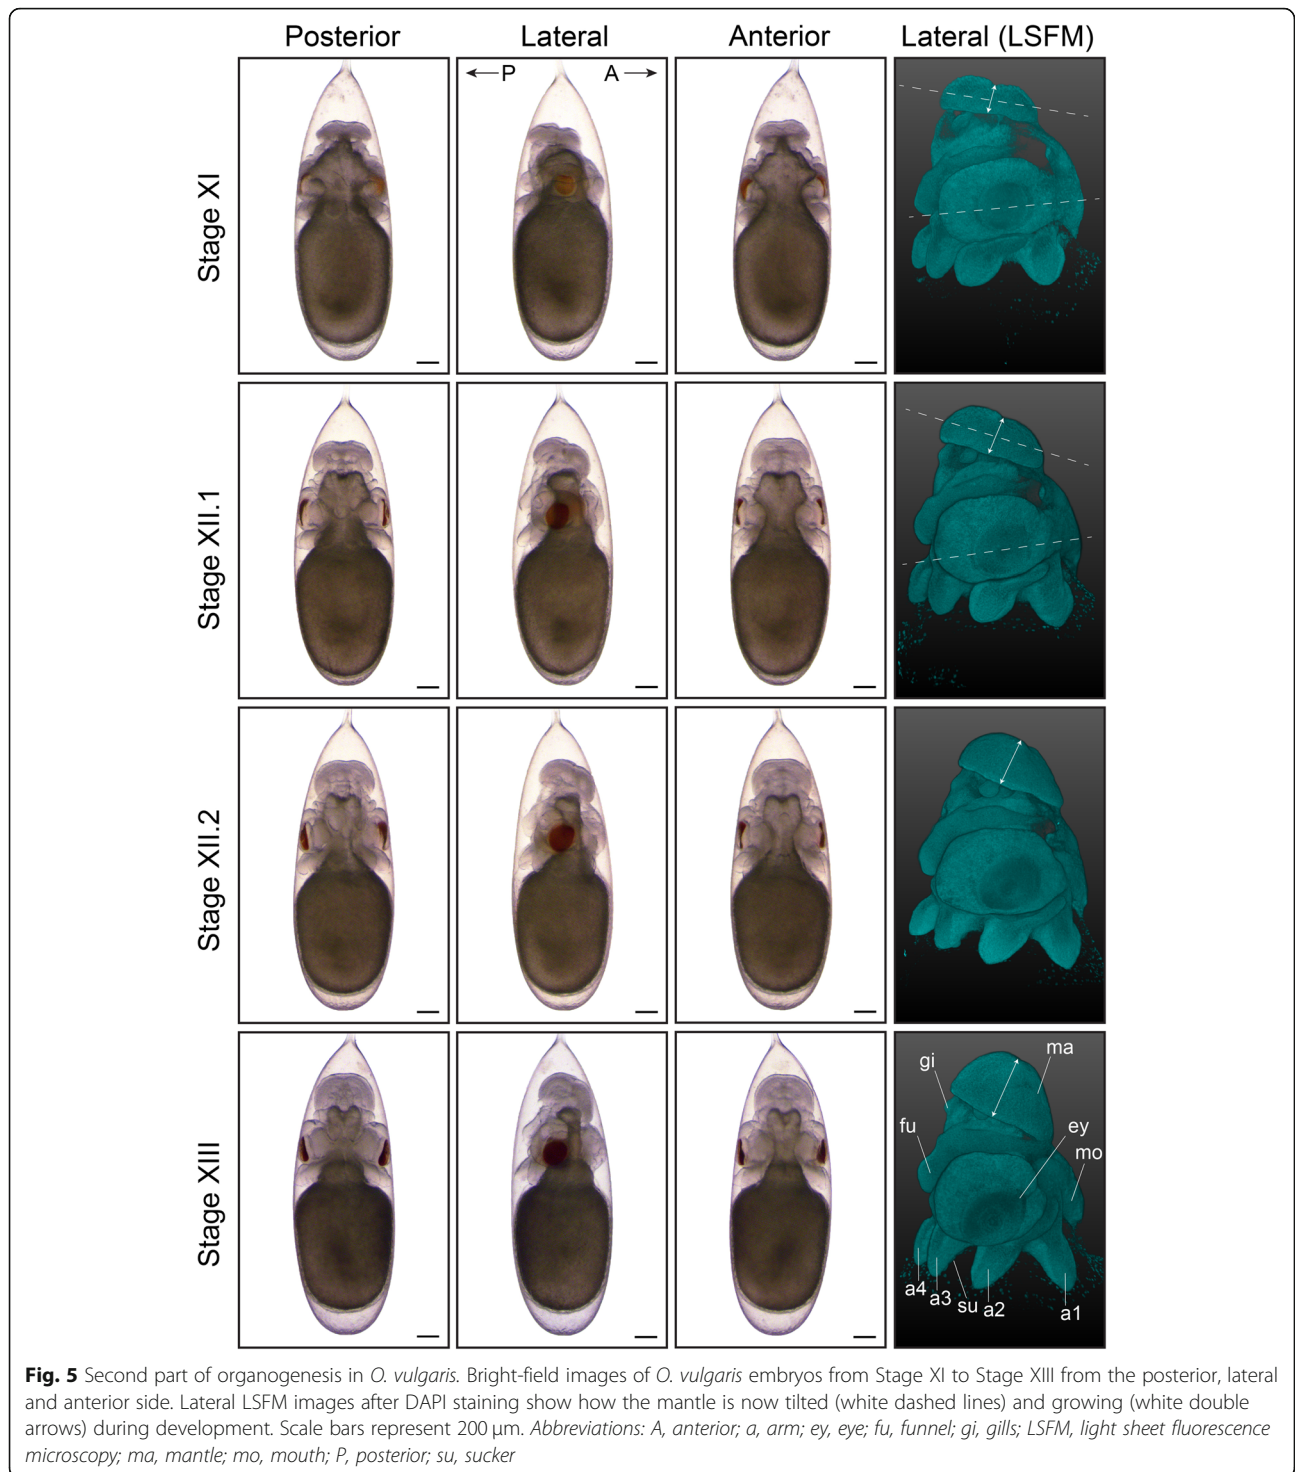 Posterior
Lateral
Anterior
Lateral (LSFM)
←P
A→
Stage XI
Stage XII.1
Stage XII.2
Stage XIII
gi
ma
fu
ey
mo
a4
a3
su
a2
a1
Fig. 5 Second part of organogenesis in O. vulgaris. Bright-field images of O. vulgaris embryos from Stage XI to Stage XIII from the posterior, lateral
and anterior side. Lateral LSFM images after DAPI staining show how the mantle is now tilted (white dashed lines) and growing (white double
arrows) during development. Scale bars represent 200 μm. Abbreviations: A, anterior; a, arm; ey, eye; fu, funnel; gi, gills; LSFM, light sheet fluorescence
microscopy; ma, mantle; mo, mouth; P, posterior; su, sucker